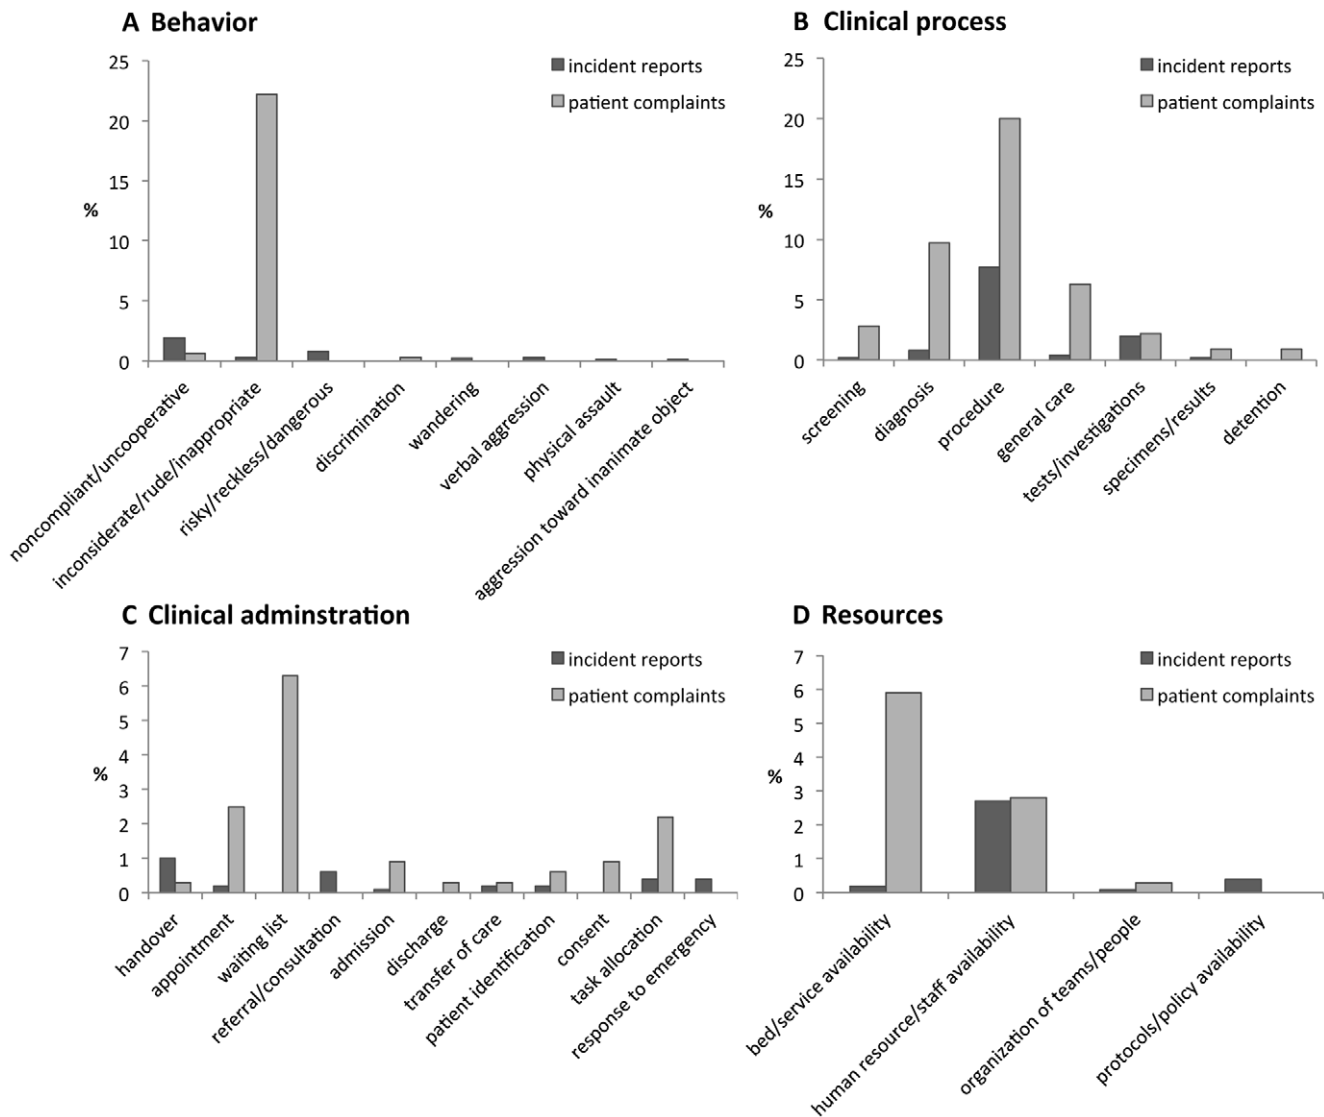 A Behavior
25
20
15
10
5
0
%
incident reports
patient complaints
noncompliant/uncooperative
inconsiderate/rude/inappropriate
risky/reckless/dangerous
discrimination
wandering
verbal aggression
physical assault
aggression toward inanimate object
B Clinical process
25
20
15
10
5
0
%
incident reports
patient complaints
screening
diagnosis
procedure
general care
tests/investigations
specimens/results
detention
C Clinical adminstration
7
6
5
4
3
2
1
0
%
incident reports
patient complaints
handover
appointment
waiting list
referral/consultation
admission
discharge
transfer of care
patient identification
consent
task allocation
response to emergency
D Resources
7
6
5
4
3
2
1
0
%
incident reports
patient complaints
bed/service availability
human resource/staff availability
organization of teams/people
protocols/policy availability